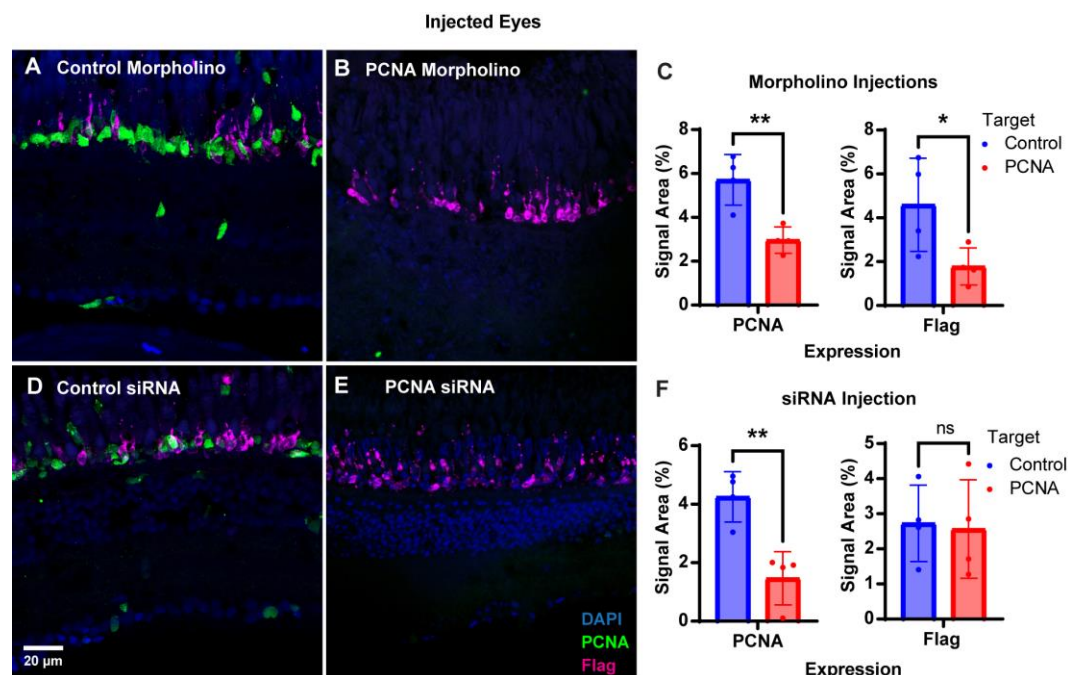 Injected Eyes
A Control Morpholino
B PCNA Morpholino
C
Morpholino Injections
Signal Area (%)
8
6
4
2
0
**
PCNA
Signal Area (%)
8
6
4
2
0
*
Flag
Target
Control
PCNA
Expression
D Control siRNA
20 µm
E PCNA siRNA
DAPI
PCNA
Flag
F
siRNA Injection
Signal Area (%)
6
4
2
0
**
PCNA
Signal Area (%)
5
4
3
2
1
0
ns
Flag
Target
Control
PCNA
Expression